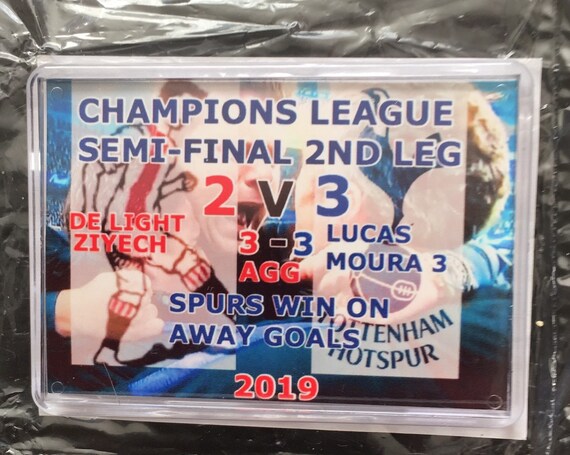 CHAMPIONS LEAGUE
SEMI-FINAL 2ND LEG
2 V 3
DE LIGHT
ZIYECH
3 - 3
AGG
LUCAS
MOURA 3
SPURS WIN ON
AWAY GOALS
OTTENHAM
HOTSPUR
2019